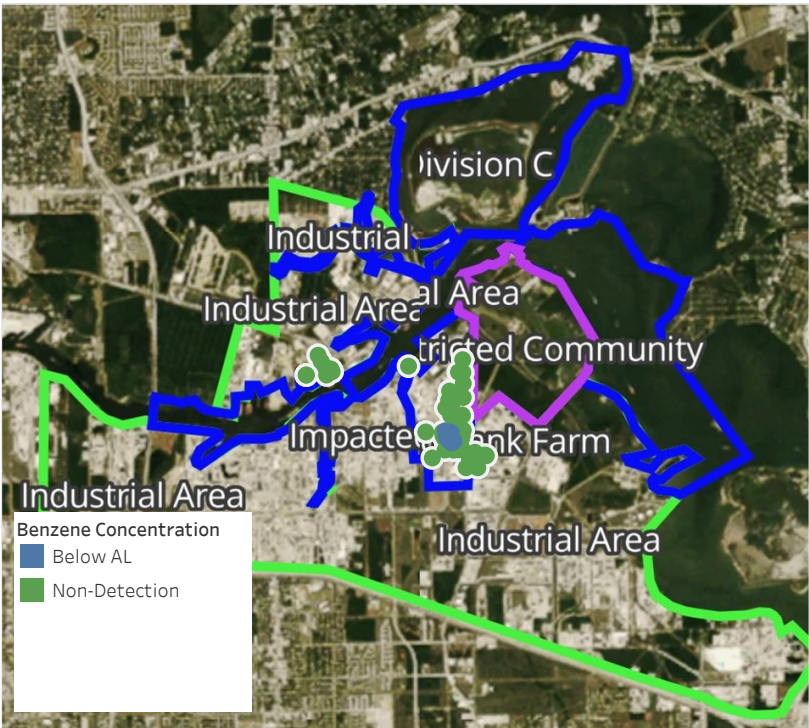 Division C
Industrial
Industrial Area
al Area
tricted Community
Impacte
nk Farm
Industrial Area
Industrial Area
Benzene Concentration
Below AL
Non-Detection